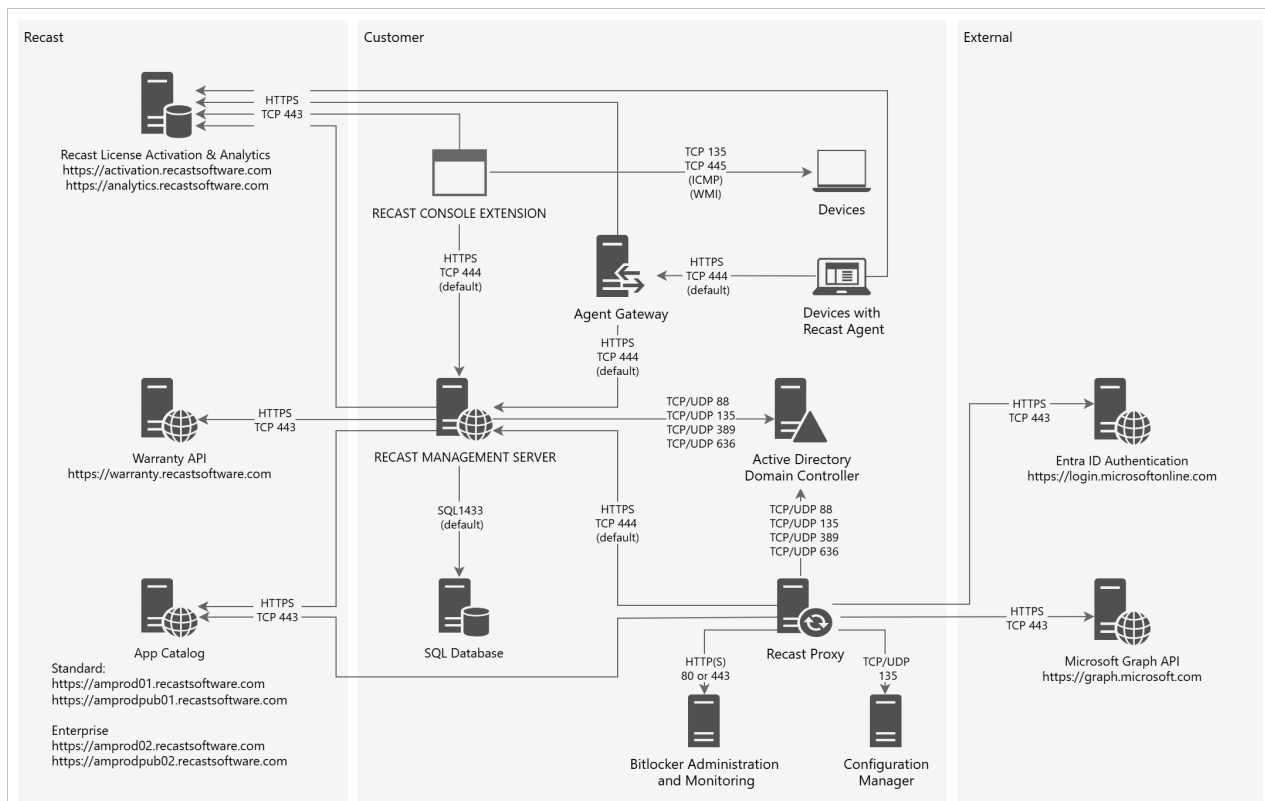 Recast
Customer
External
HTTPS
TCP 443
Recast License Activation & Analytics
https://activation.recastsoftware.com
https://analytics.recastsoftware.com
RECAST CONSOLE EXTENSION
TCP 135
TCP 445
(ICMP)
(WMI)
Devices
HTTPS
TCP 444
(default)
Agent Gateway
HTTPS
TCP 444
(default)
Devices with
Recast Agent
HTTPS
TCP 444
(default)
HTTPS
TCP 443
Warranty API
https://warranty.recastsoftware.com
RECAST MANAGEMENT SERVER
TCP/UDP 88
TCP/UDP 135
TCP/UDP 389
TCP/UDP 636
Active Directory
Domain Controller
HTTPS
TCP 443
Entra ID Authentication
https://login.microsoftonline.com
SQL1433
(default)
HTTPS
TCP 444
(default)
TCP/UDP 88
TCP/UDP 135
TCP/UDP 389
TCP/UDP 636
HTTPS
TCP 443
App Catalog
Standard:
https://amprod01.recastsoftware.com
https://amprodpub01.recastsoftware.com
Enterprise
https://amprod02.recastsoftware.com
https://amprodpub02.recastsoftware.com
SQL Database
Recast Proxy
HTTP(S)
80 or 443
TCP/UDP
135
Bitlocker Administration
and Monitoring
Configuration
Manager
HTTPS
TCP 443
Microsoft Graph API
https://graph.microsoft.com